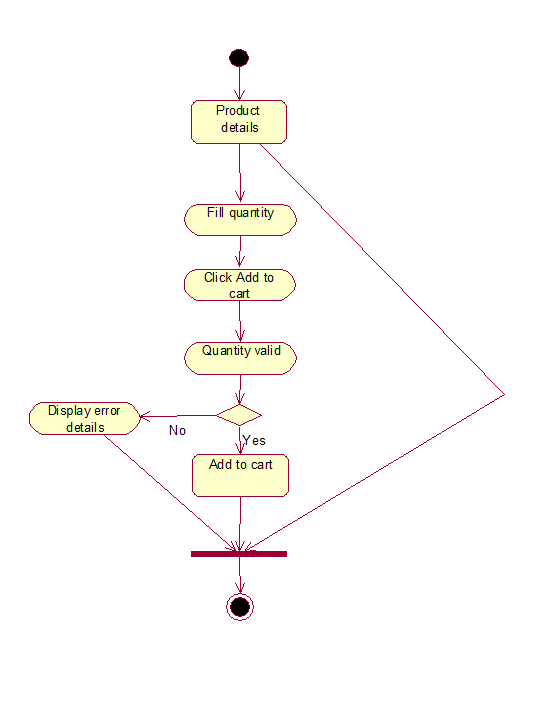 Product
details
Fill quantity
Click Add to
cart
Quantity valid
Display error
details
No
Yes
Add to cart